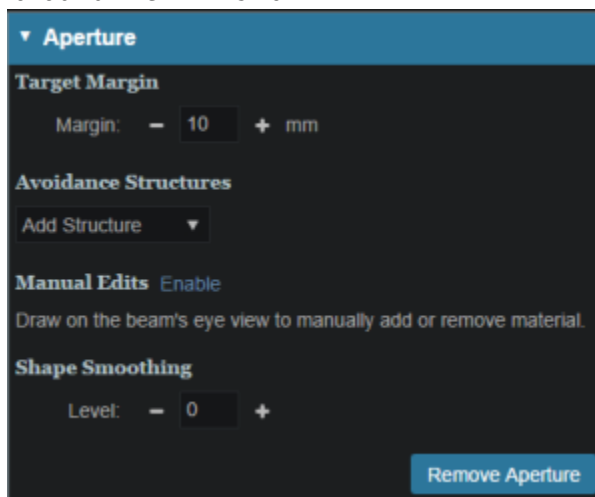 Aperture
Target Margin
Margin: − 10 + mm
Avoidance Structures
Add Structure
Manual Edits Enable
Draw on the beam's eye view to manually add or remove material.
Shape Smoothing
Level: − 0 +
Remove Aperture